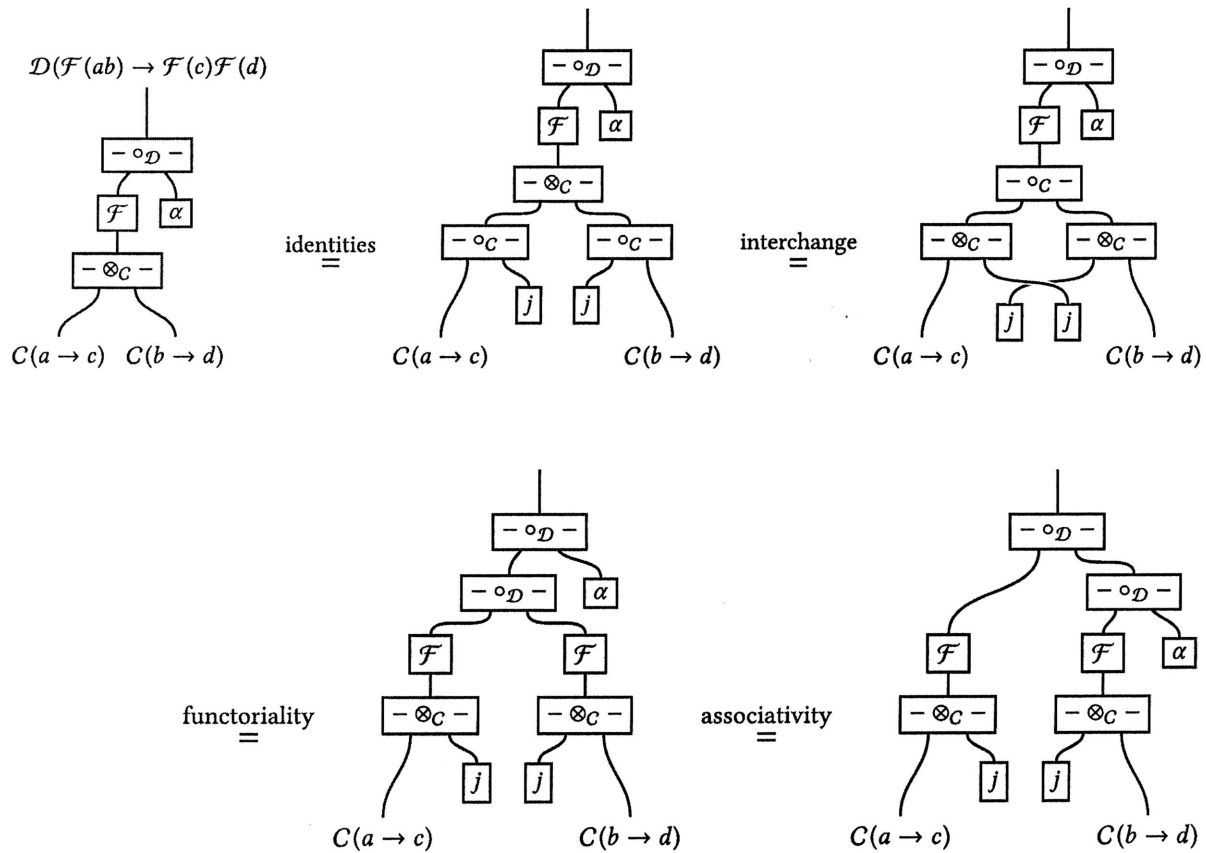 𝒟(ℱ(ab) → ℱ(c)ℱ(d)
− ∘𝒟 −
ℱ α
− ⊗C −
C(a → c) C(b → d)
identities
=
− ∘𝒟 −
ℱ α
− ⊗C −
− ∘C − − ∘C −
j j
C(a → c) C(b → d)
interchange
=
− ∘𝒟 −
ℱ α
− ∘C −
− ⊗C − − ⊗C −
j j
C(a → c) C(b → d)
functoriality
=
− ∘𝒟 −
− ∘𝒟 − α
ℱ ℱ
− ⊗C − − ⊗C −
j j
C(a → c) C(b → d)
associativity
=
− ∘𝒟 −
− ∘𝒟 −
ℱ ℱ α
− ⊗C − − ⊗C −
j j
C(a → c) C(b → d)